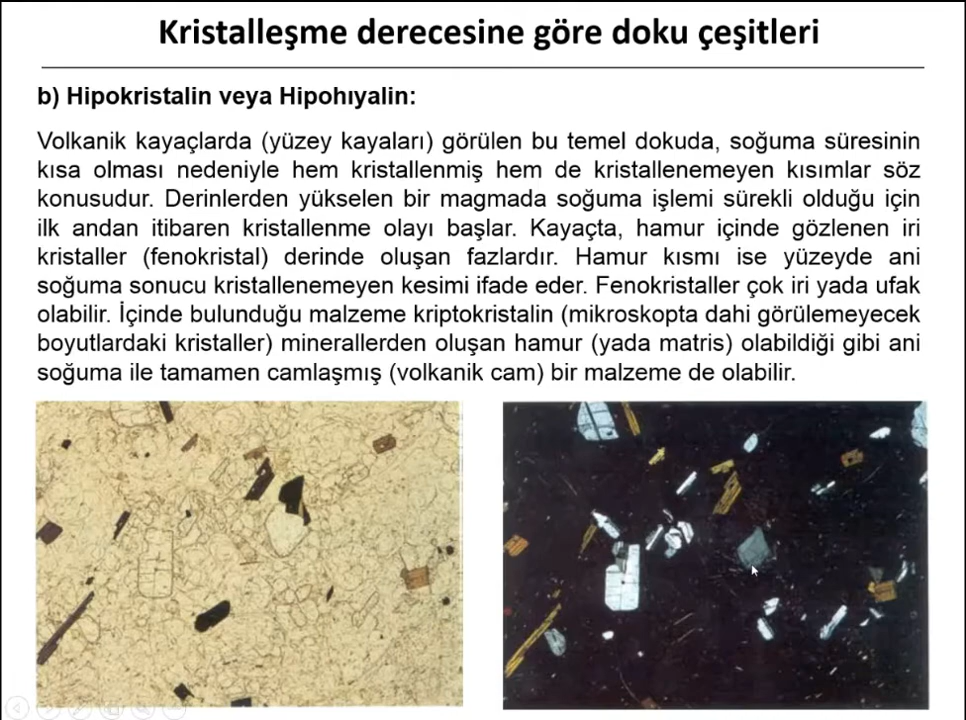 Kristalleşme derecesine göre doku çeşitleri
b) Hipokristalin veya Hipohıyalin:
Volkanik kayaçlarda (yüzey kayaları) görülen bu temel dokuda, soğuma süresinin
kısa olması nedeniyle hem kristallenmiş hem de kristallenemeyen kısımlar söz
konusudur. Derinlerden yükselen bir magmada soğuma işlemi sürekli olduğu için
ilk andan itibaren kristallenme olayı başlar. Kayaçta, hamur içinde gözlenen iri
kristaller (fenokristal) derinde oluşan fazlardır. Hamur kısmı ise yüzeyde ani
soğuma sonucu kristallenemeyen kesimi ifade eder. Fenokristaller çok iri yada ufak
olabilir. İçinde bulunduğu malzeme kriptokristalin (mikroskopta dahi görülemeyecek
boyutlardaki kristaller) minerallerden oluşan hamur (yada matris) olabildiği gibi ani
soğuma ile tamamen camlaşmış (volkanik cam) bir malzeme de olabilir.